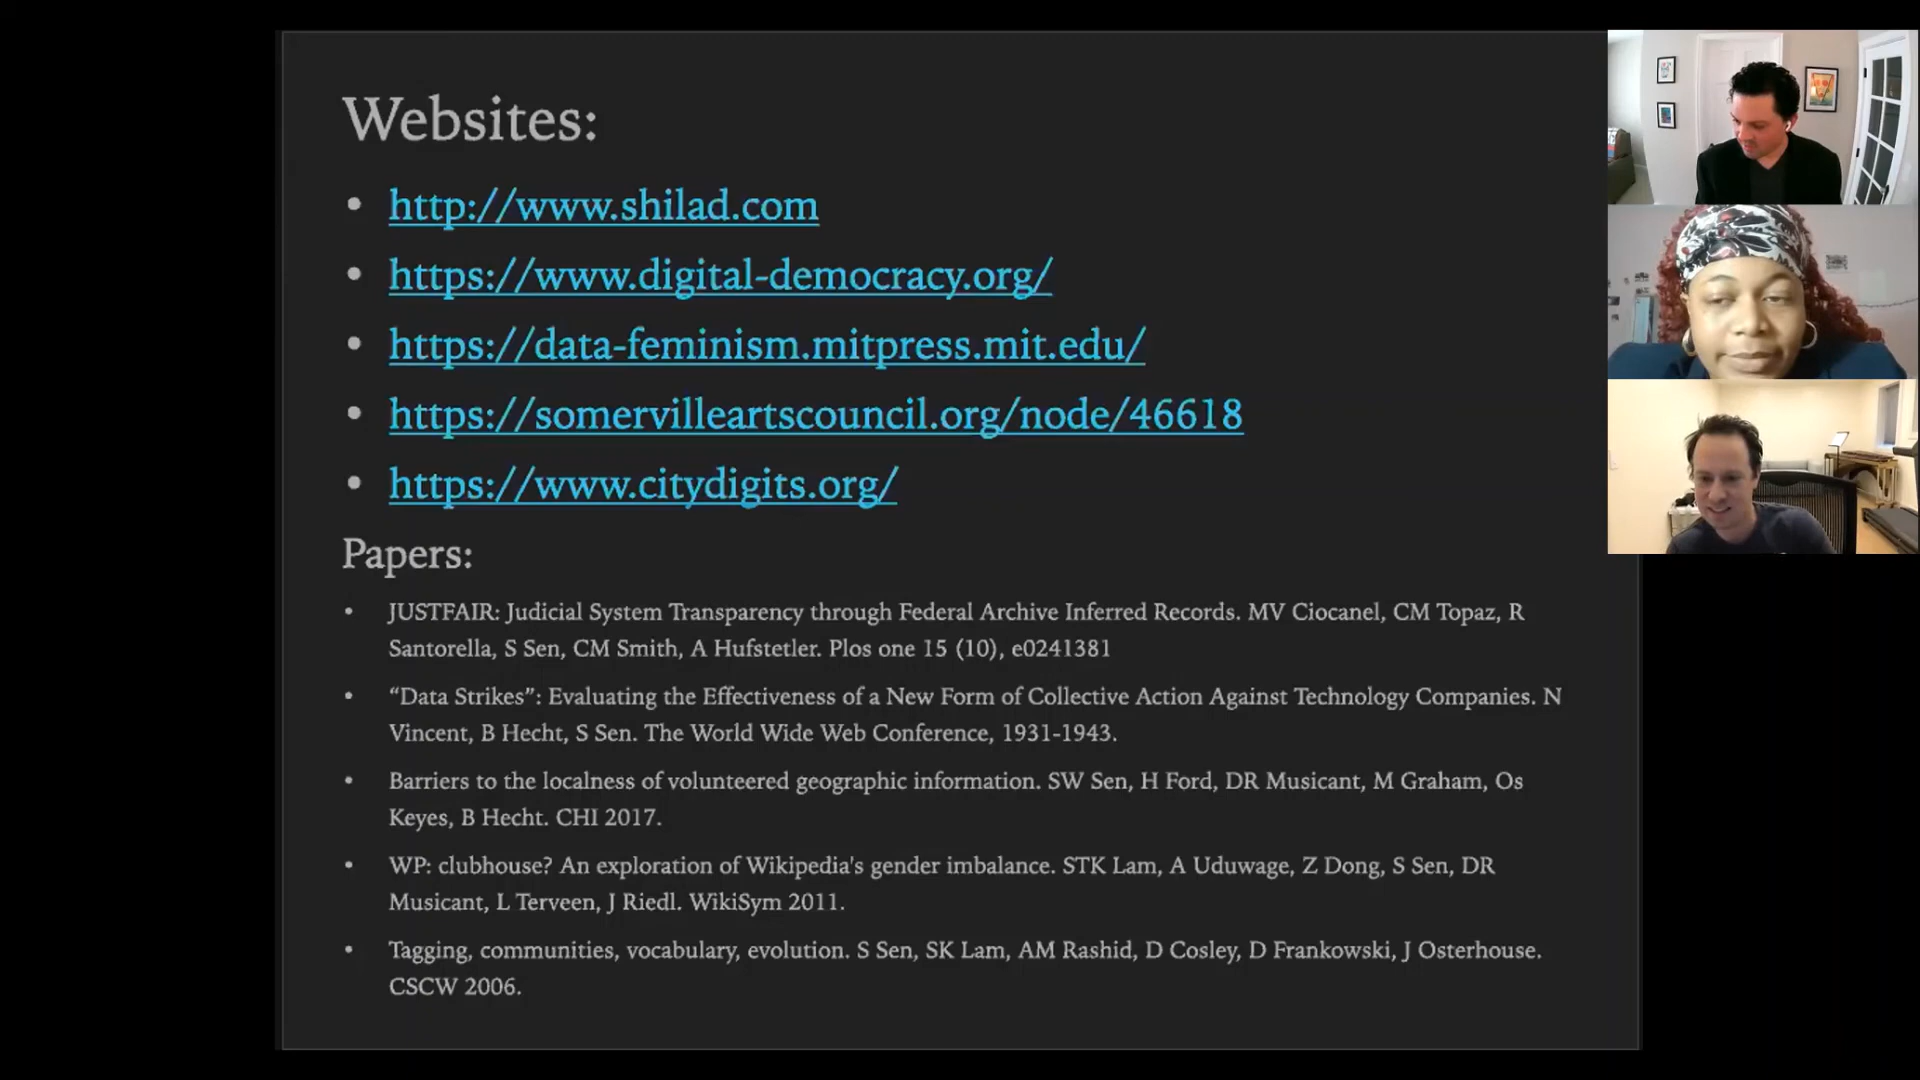 Websites:
• http://www.shilad.com
• https://www.digital-democracy.org/
• https://data-feminism.mitpress.mit.edu/
• https://somervilleartscouncil.org/node/46618
• https://www.citydigits.org/
Papers:
• JUSTFAIR: Judicial System Transparency through Federal Archive Inferred Records. MV Ciocanel, CM Topaz, R
Santorella, S Sen, CM Smith, A Hufstetler. Plos one 15 (10), e0241381
• “Data Strikes”: Evaluating the Effectiveness of a New Form of Collective Action Against Technology Companies. N
Vincent, B Hecht, S Sen. The World Wide Web Conference, 1931-1943.
• Barriers to the localness of volunteered geographic information. SW Sen, H Ford, DR Musicant, M Graham, Os
Keyes, B Hecht. CHI 2017.
• WP: clubhouse? An exploration of Wikipedia's gender imbalance. STK Lam, A Uduwage, Z Dong, S Sen, DR
Musicant, L Terveen, J Riedl. WikiSym 2011.
• Tagging, communities, vocabulary, evolution. S Sen, SK Lam, AM Rashid, D Cosley, D Frankowski, J Osterhouse.
CSCW 2006.